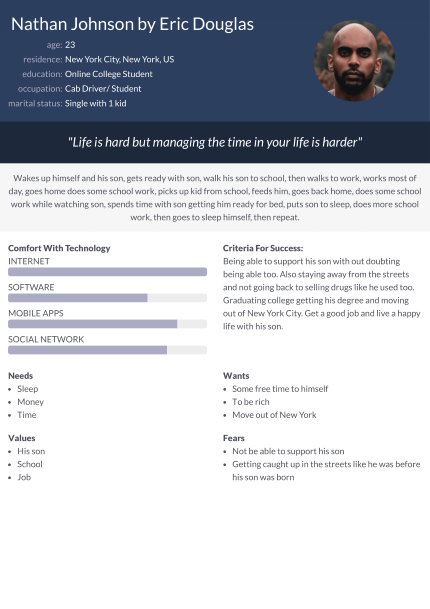 Nathan Johnson by Eric Douglas
age: 23
residence: New York City, New York, US
education: Online College Student
occupation: Cab Driver/ Student
marital status: Single with 1 kid
"Life is hard but managing the time in your life is harder"
Wakes up himself and his son, gets ready with son, walk his son to school, then walks to work, works most of
day, goes home does some school work, picks up kid from school, feeds him, goes back home, does some school
work while watching son, spends time with son getting him ready for bed, puts son to sleep, does more school
work, then goes to sleep himself, then repeat.
Comfort With Technology
INTERNET
SOFTWARE
MOBILE APPS
SOCIAL NETWORK
Criteria For Success:
Being able to support his son with out doubting
being able too. Also staying away from the streets
and not going back to selling drugs like he used too.
Graduating college getting his degree and moving
out of New York City. Get a good job and live a happy
life with his son.
Needs
• Sleep
• Money
• Time
Wants
• Some free time to himself
• To be rich
• Move out of New York
Values
• His son
• School
• Job
Fears
• Not be able to support his son
• Getting caught up in the streets like he was before
his son was born